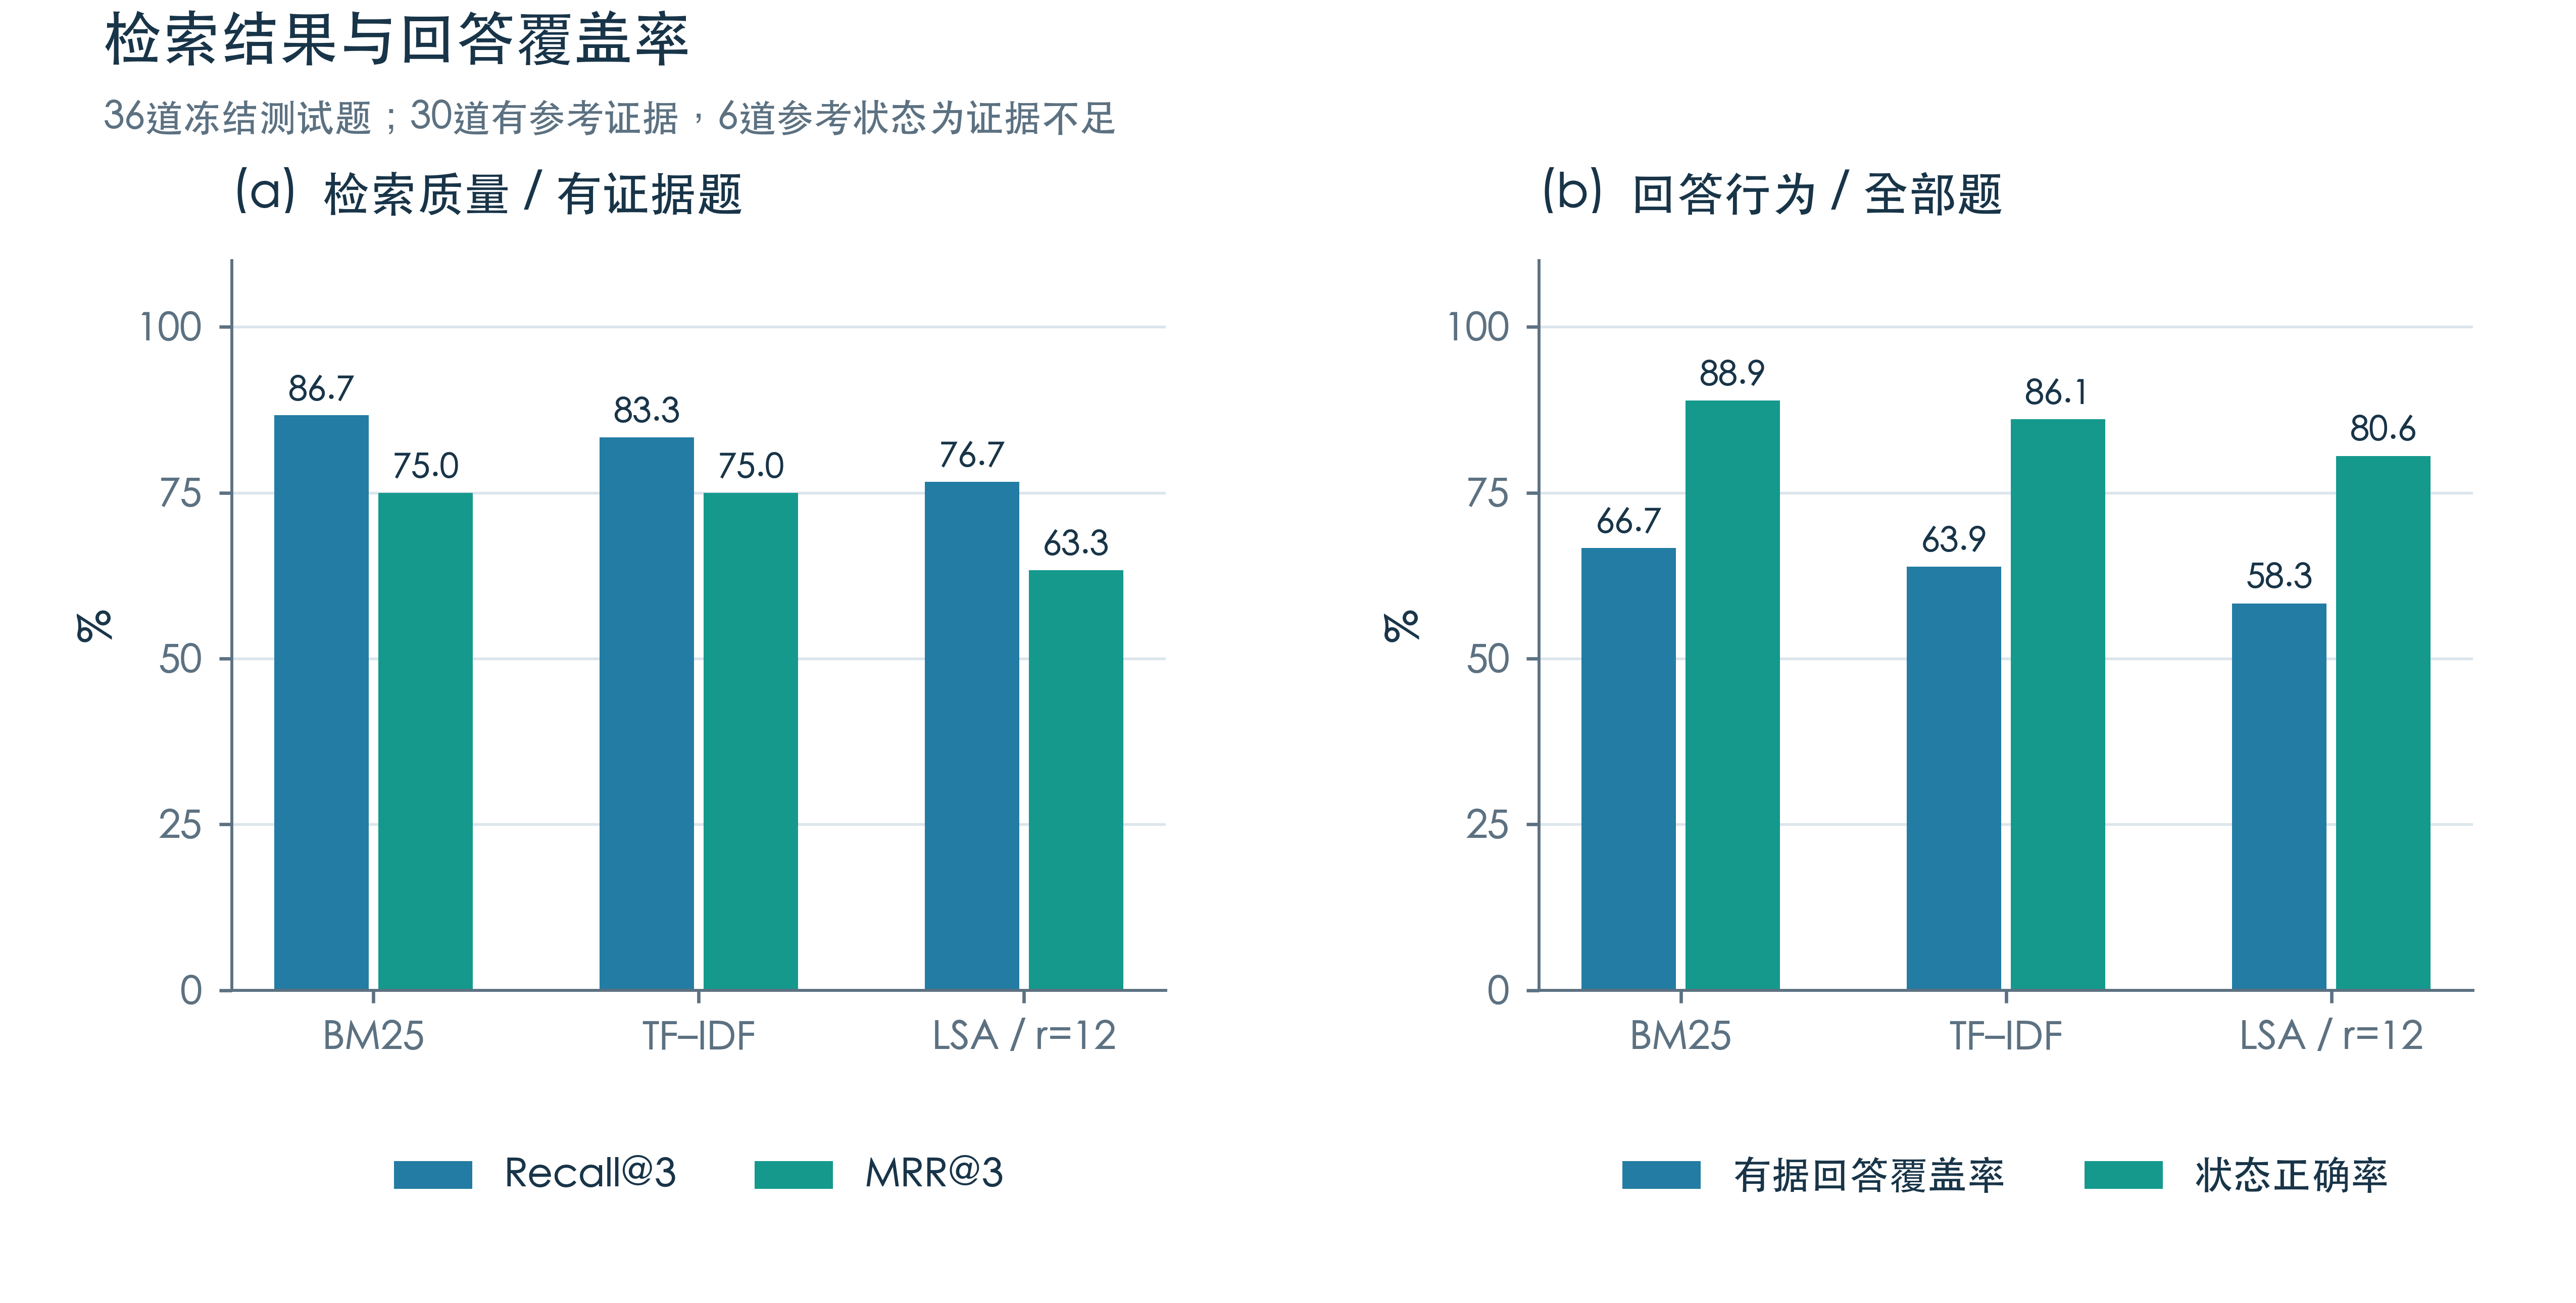 检索结果与回答覆盖率
36道冻结测试题；30道有参考证据，6道参考状态为证据不足
(a) 检索质量 / 有证据题
100
75
50
25
0
%
86.7
75.0
83.3
75.0
76.7
63.3
BM25
TF–IDF
LSA / r=12
Recall@3
MRR@3
(b) 回答行为 / 全部题
100
75
50
25
0
%
66.7
88.9
63.9
86.1
58.3
80.6
BM25
TF–IDF
LSA / r=12
有据回答覆盖率
状态正确率